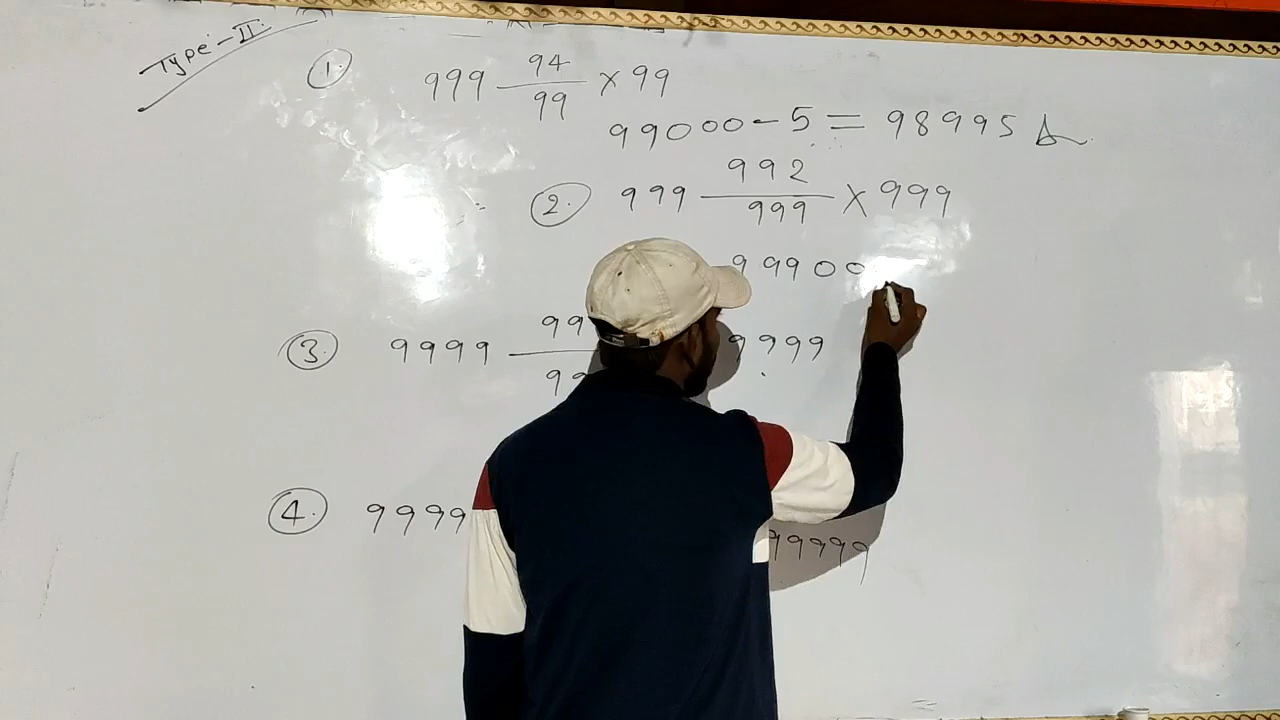 Type-II
1. 999 94/99 × 99
99000 - 5 = 98995
2. 999 992/999 × 999
99900
3. 9999 99 99 9999
4. 9999 99999